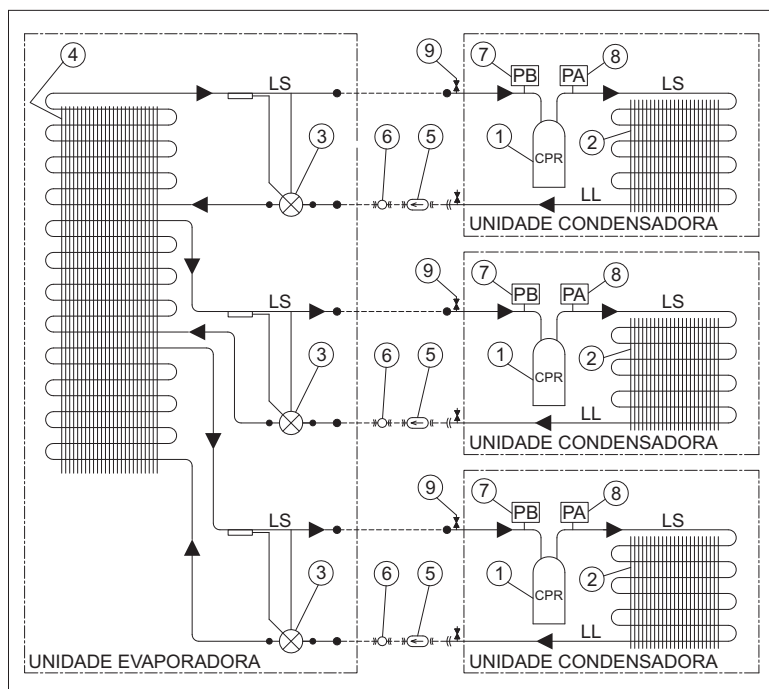 4
LS
9
7
PB
PA
8
LS
3
6
5
1
CPR
2
LL
UNIDADE CONDENSADORA
LS
9
7
PB
PA
8
LS
3
6
5
1
CPR
2
LL
UNIDADE CONDENSADORA
LS
9
7
PB
PA
8
LS
3
6
5
1
CPR
2
LL
UNIDADE EVAPORADORA
UNIDADE CONDENSADORA